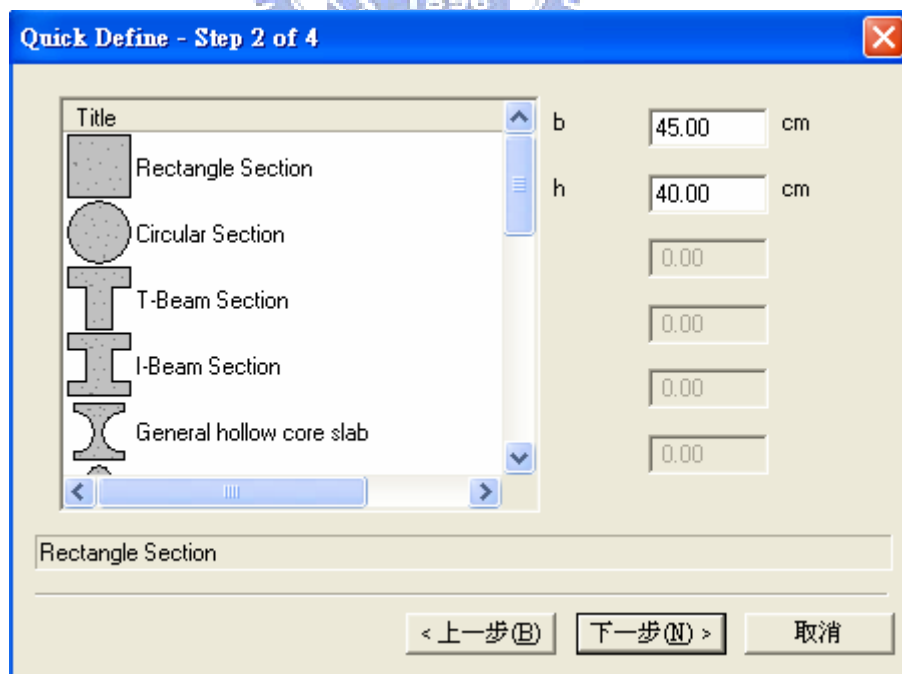 Quick Define - Step 2 of 4
Title
Rectangle Section
Circular Section
T-Beam Section
I-Beam Section
General hollow core slab
b 45.00 cm
h 40.00 cm
0.00
0.00
0.00
0.00
Rectangle Section
<上一步(B) 下一步(N)> 取消